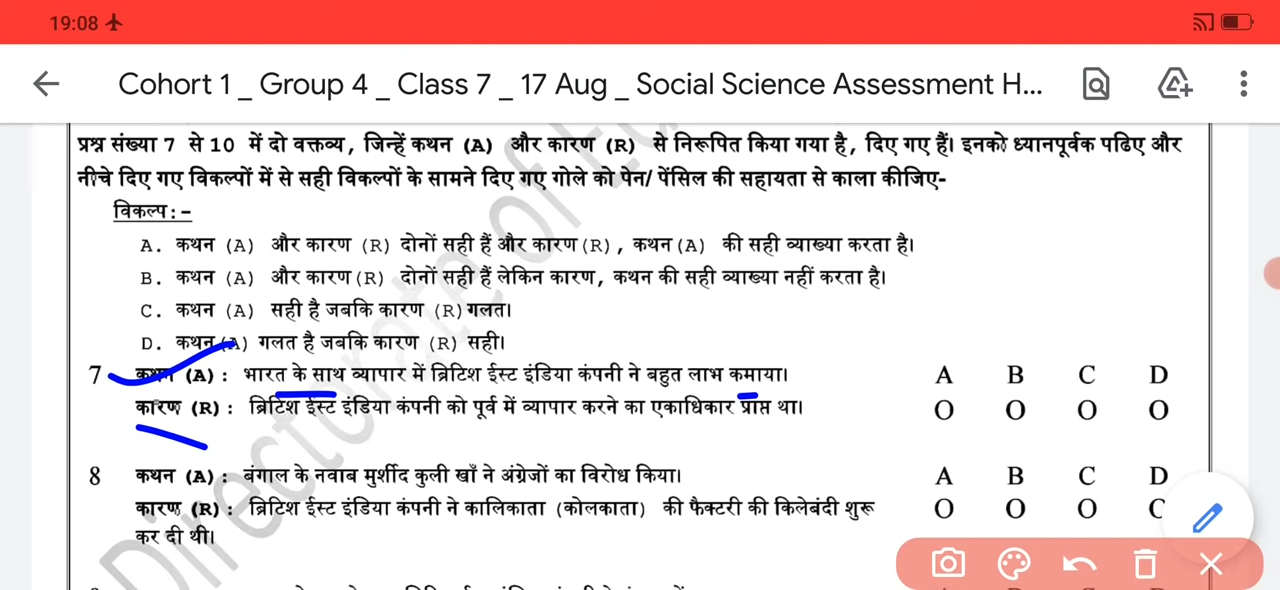 19:08
Cohort 1 _ Group 4 _ Class 7 _ 17 Aug _ Social Science Assessment H...
प्रश्न संख्या 7 से 10 में दो वक्तव्य, जिन्हें कथन (A) और कारण (R) से निरूपित किया गया है, दिए गए हैं। इनको ध्यानपूर्वक पढिए और
नीचे दिए गए विकल्पों में से सही विकल्पों के सामने दिए गए गोले को पेन/ पेंसिल की सहायता से काला कीजिए-
विकल्प:-
A. कथन (A) और कारण (R) दोनों सही हैं और कारण(R), कथन(A) की सही व्याख्या करता है।
B. कथन (A) और कारण(R) दोनों सही हैं लेकिन कारण, कथन की सही व्याख्या नहीं करता है।
C. कथन (A) सही है जबकि कारण (R)गलत।
D. कथन(A) गलत है जबकि कारण (R) सही।
7 कथन (A): भारत के साथ व्यापार में ब्रिटिश ईस्ट इंडिया कंपनी ने बहुत लाभ कमाया। A B C D
कारण (R): ब्रिटिश ईस्ट इंडिया कंपनी को पूर्व में व्यापार करने का एकाधिकार प्राप्त था। O O O O
8 कथन (A): बंगाल के नवाब मुर्शीद कुली खाँ ने अंग्रेजों का विरोध किया। A B C D
कारण (R): ब्रिटिश ईस्ट इंडिया कंपनी ने कालिकाता (कोलकाता) की फैक्टरी की किलेबंदी शुरू O O O
कर दी थी।
Directorate of Ed